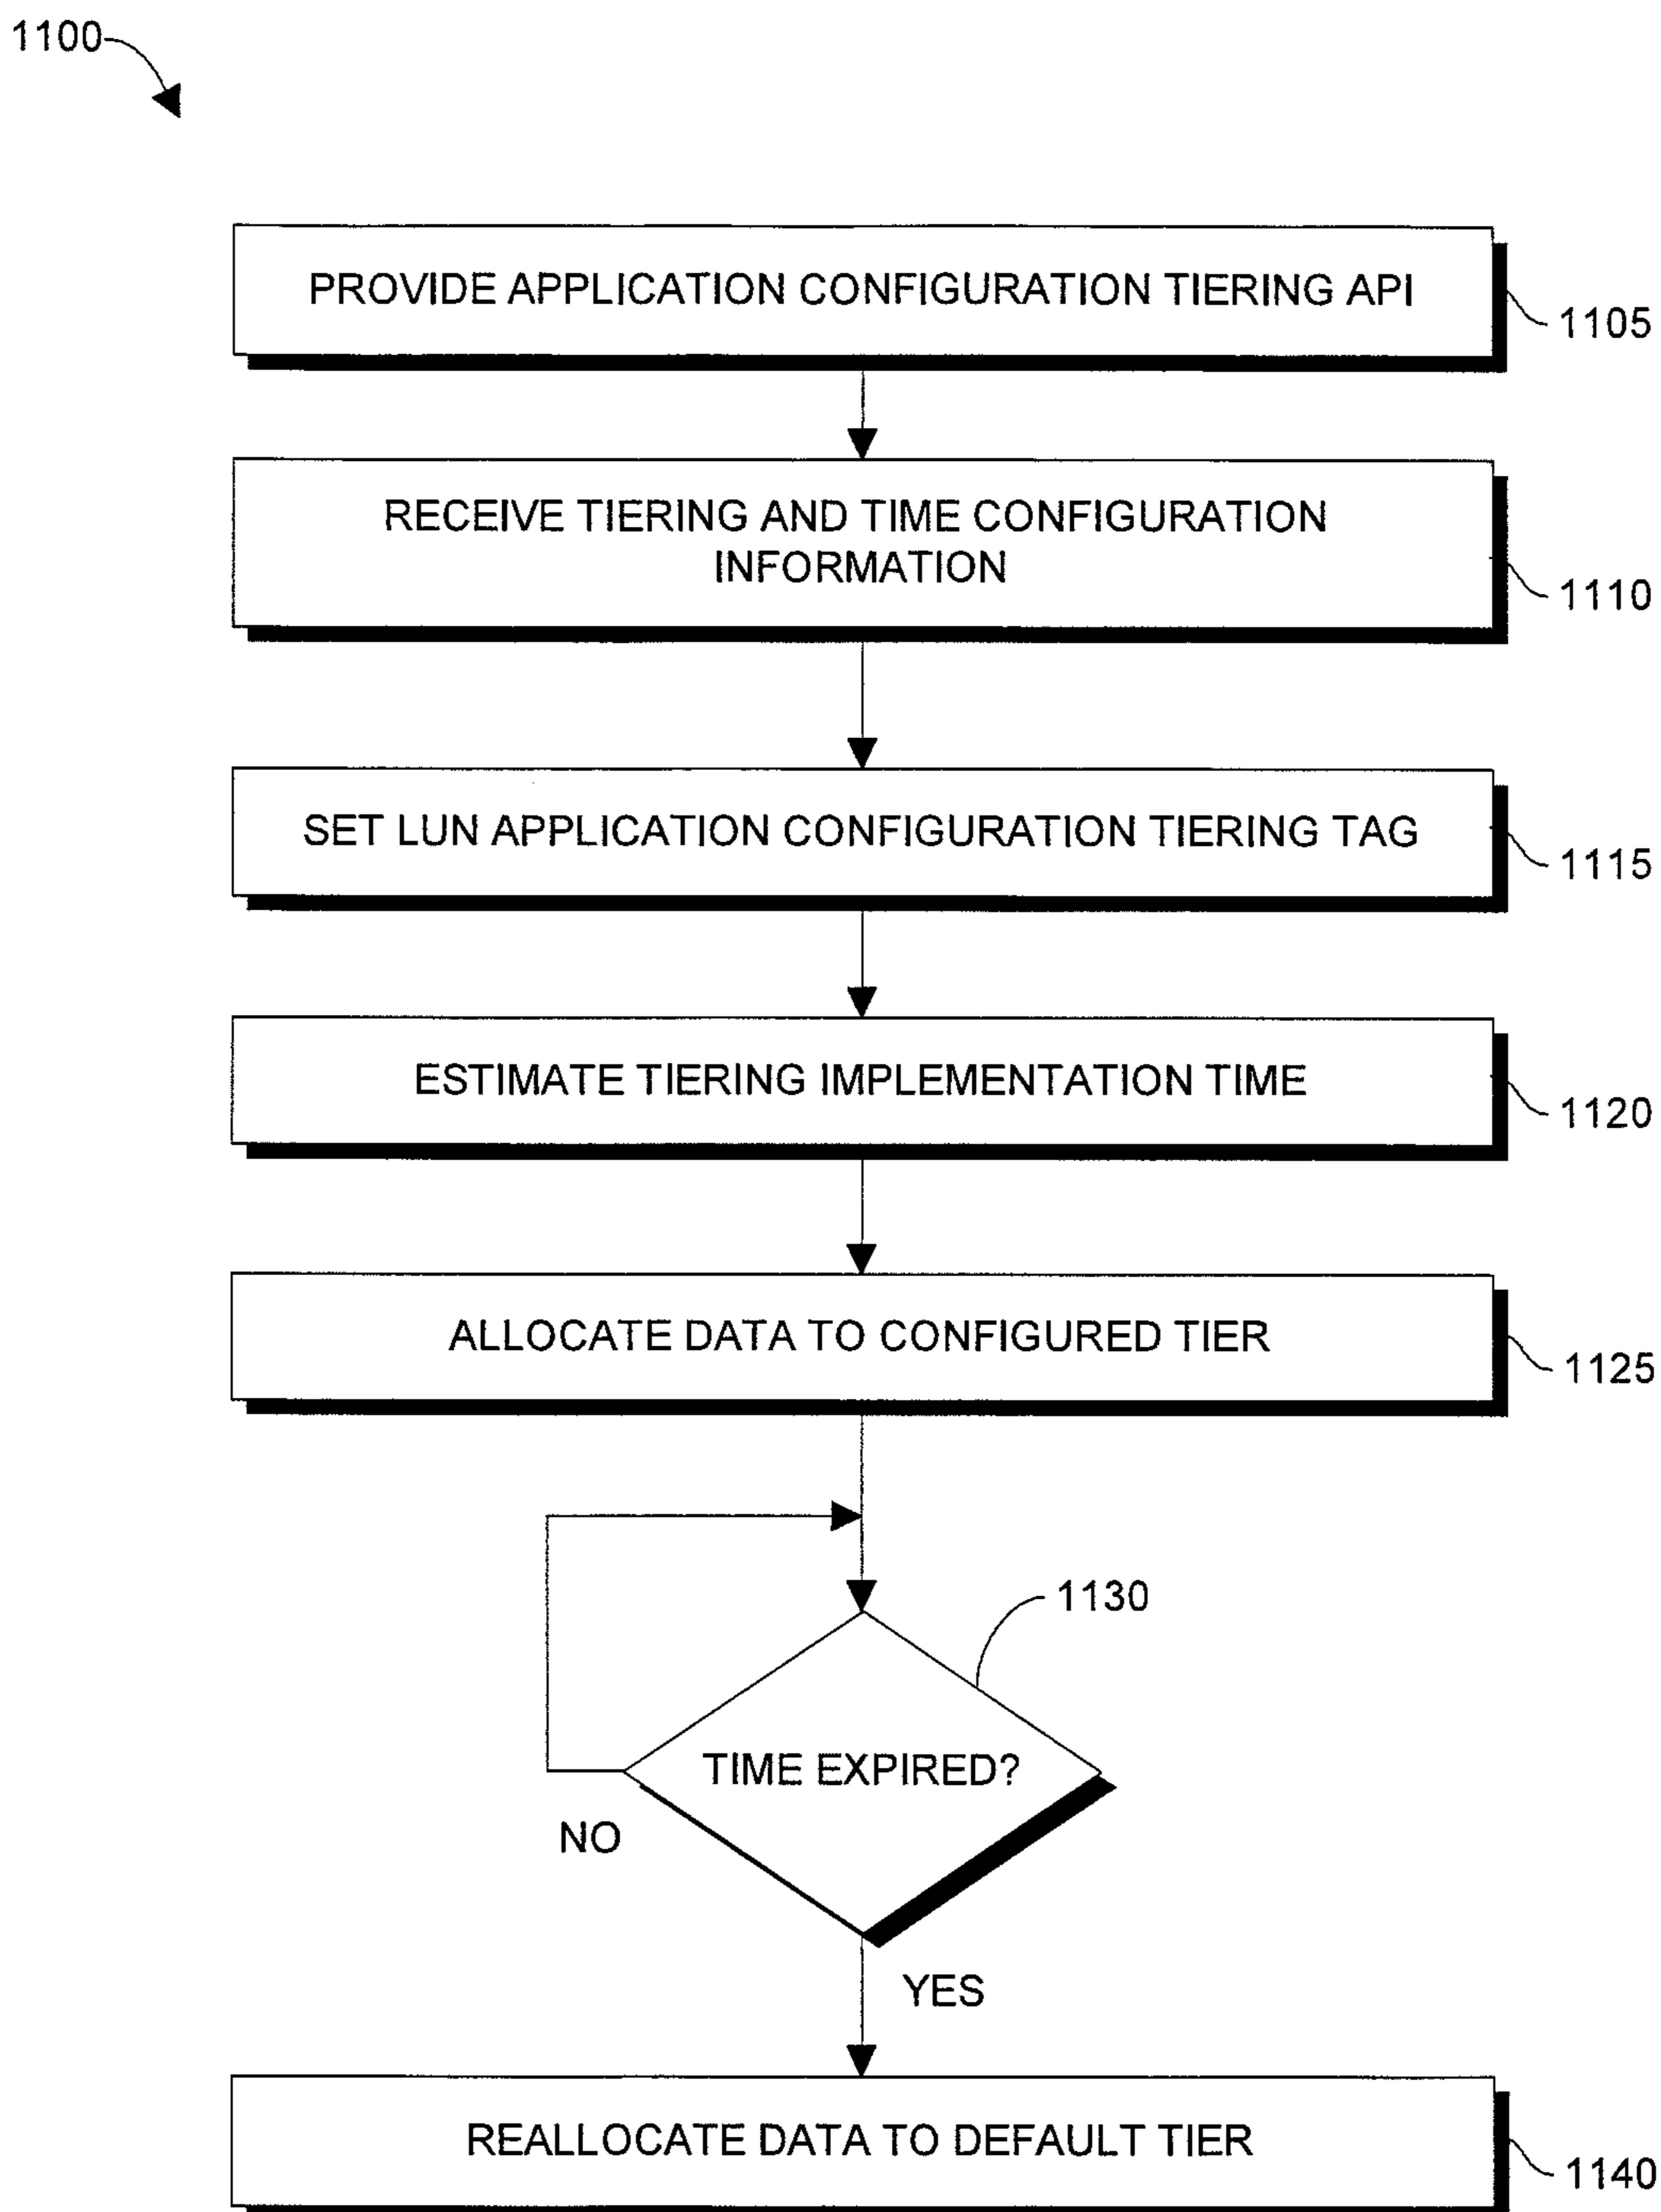 1100
PROVIDE APPLICATION CONFIGURATION TIERING API
1105
RECEIVE TIERING AND TIME CONFIGURATION
INFORMATION
1110
SET LUN APPLICATION CONFIGURATION TIERING TAG
1115
ESTIMATE TIERING IMPLEMENTATION TIME
1120
ALLOCATE DATA TO CONFIGURED TIER
1125
1130
TIME EXPIRED?
NO
YES
REALLOCATE DATA TO DEFAULT TIER
1140